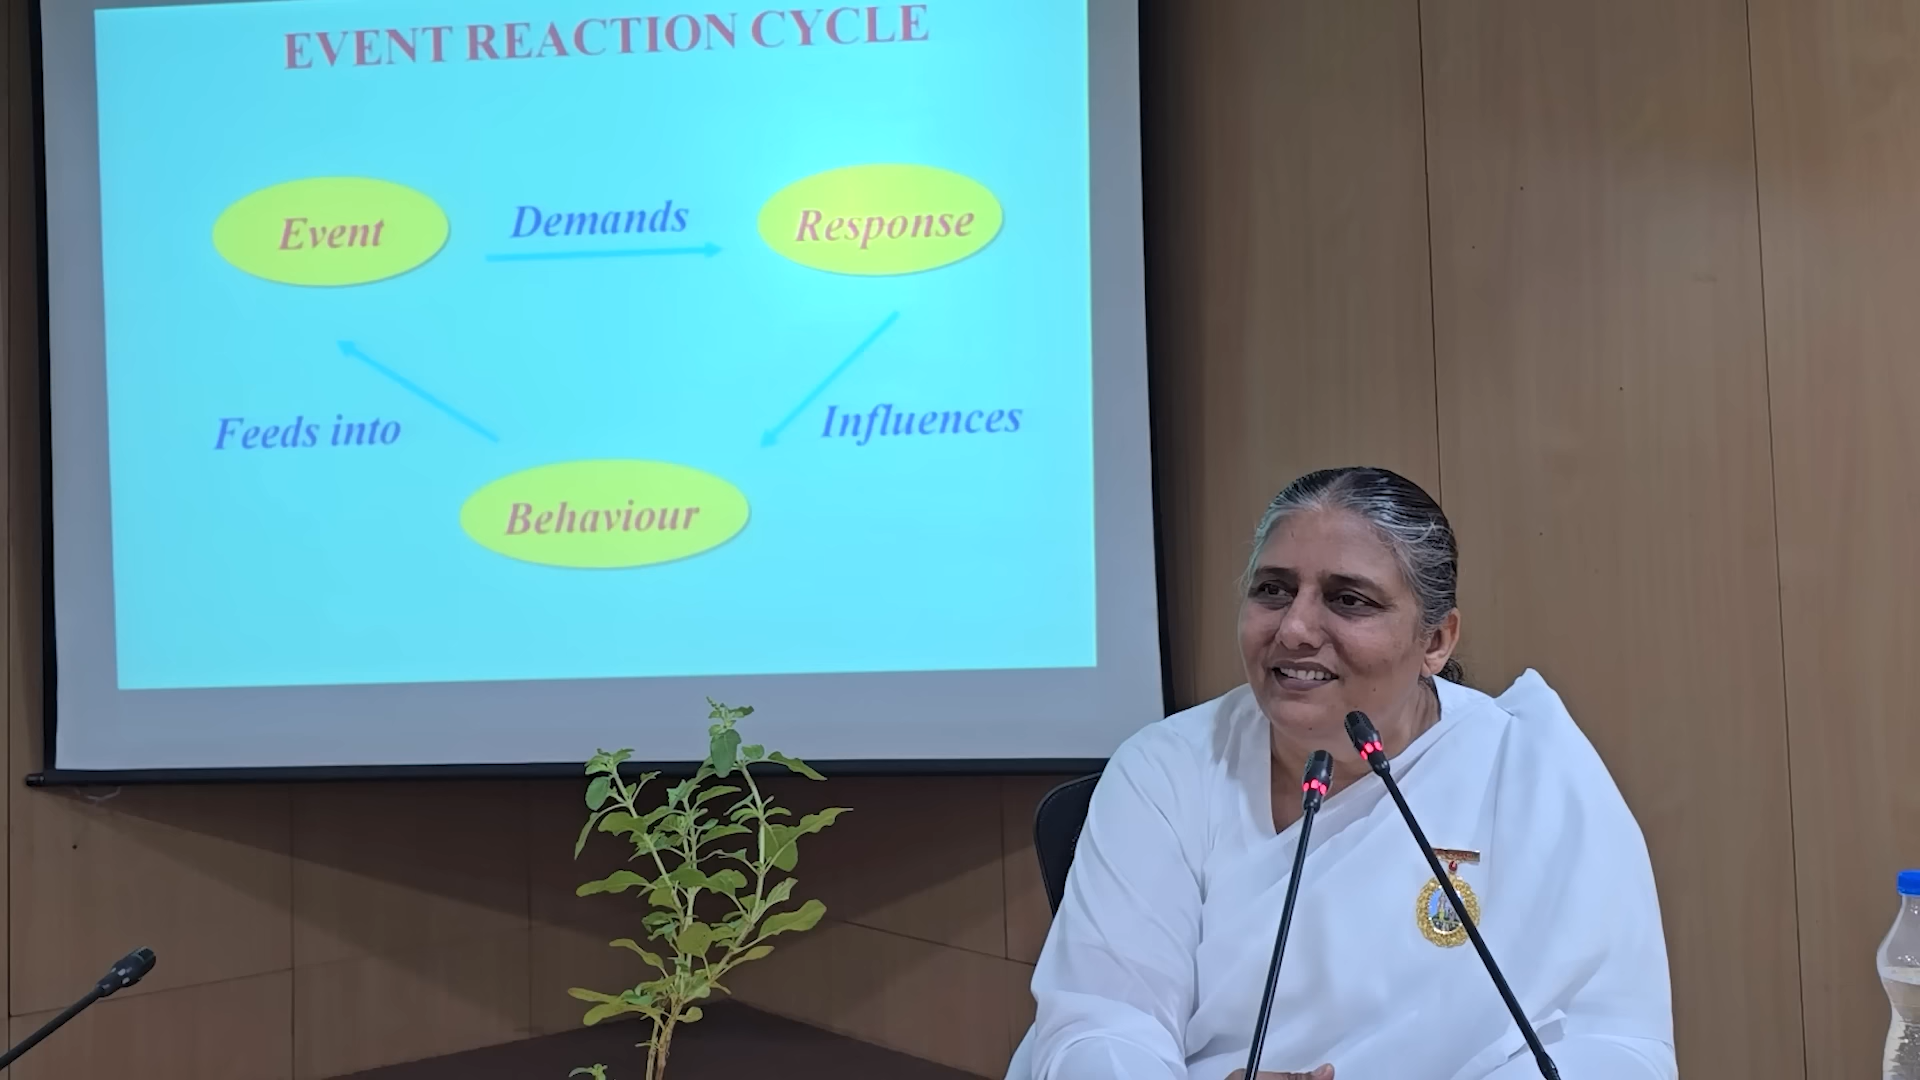 EVENT REACTION CYCLE
Event
Demands
Response
Feeds into
Influences
Behaviour